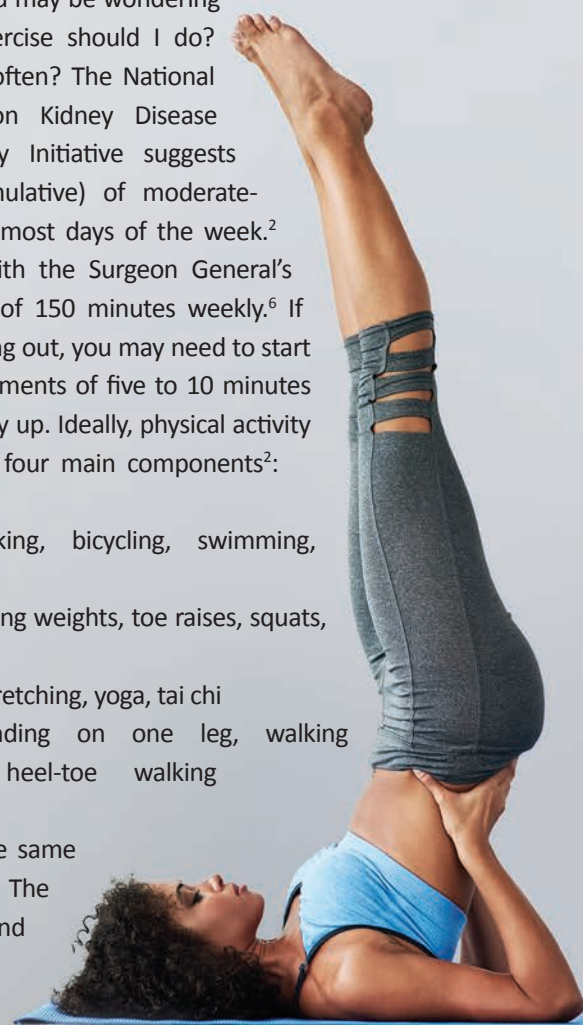 may be wondering
ercise should I do?
often? The National
on Kidney Disease
y Initiative suggests
mulative) of moderate-
most days of the week.2
ith the Surgeon General's
of 150 minutes weekly.6 If
ng out, you may need to start
ments of five to 10 minutes
y up. Ideally, physical activity
four main components2:
king, bicycling, swimming,
ng weights, toe raises, squats,
retching, yoga, tai chi
nding on one leg, walking
heel-toe walking
e same
The
nd